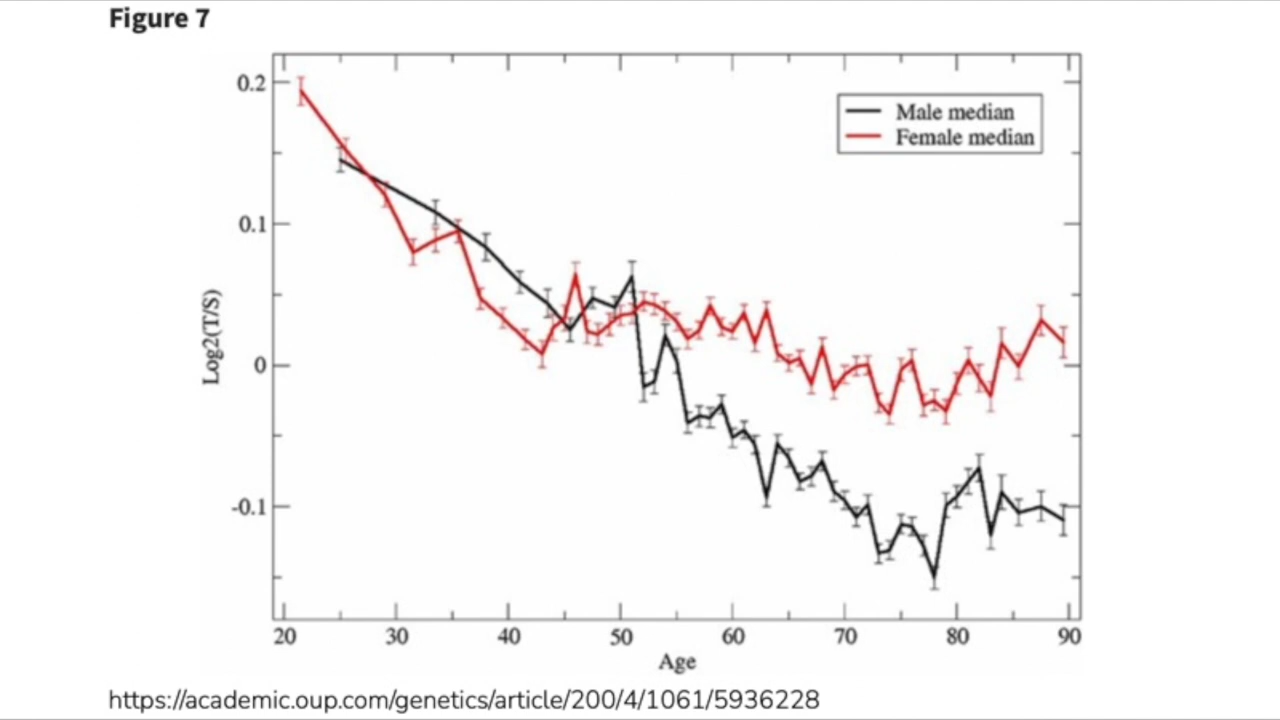 Figure 7
0.2
0.1
0
-0.1
Log2(T/S)
Male median
Female median
20 30 40 50 60 70 80 90
Age
https://academic.oup.com/genetics/article/200/4/1061/5936228